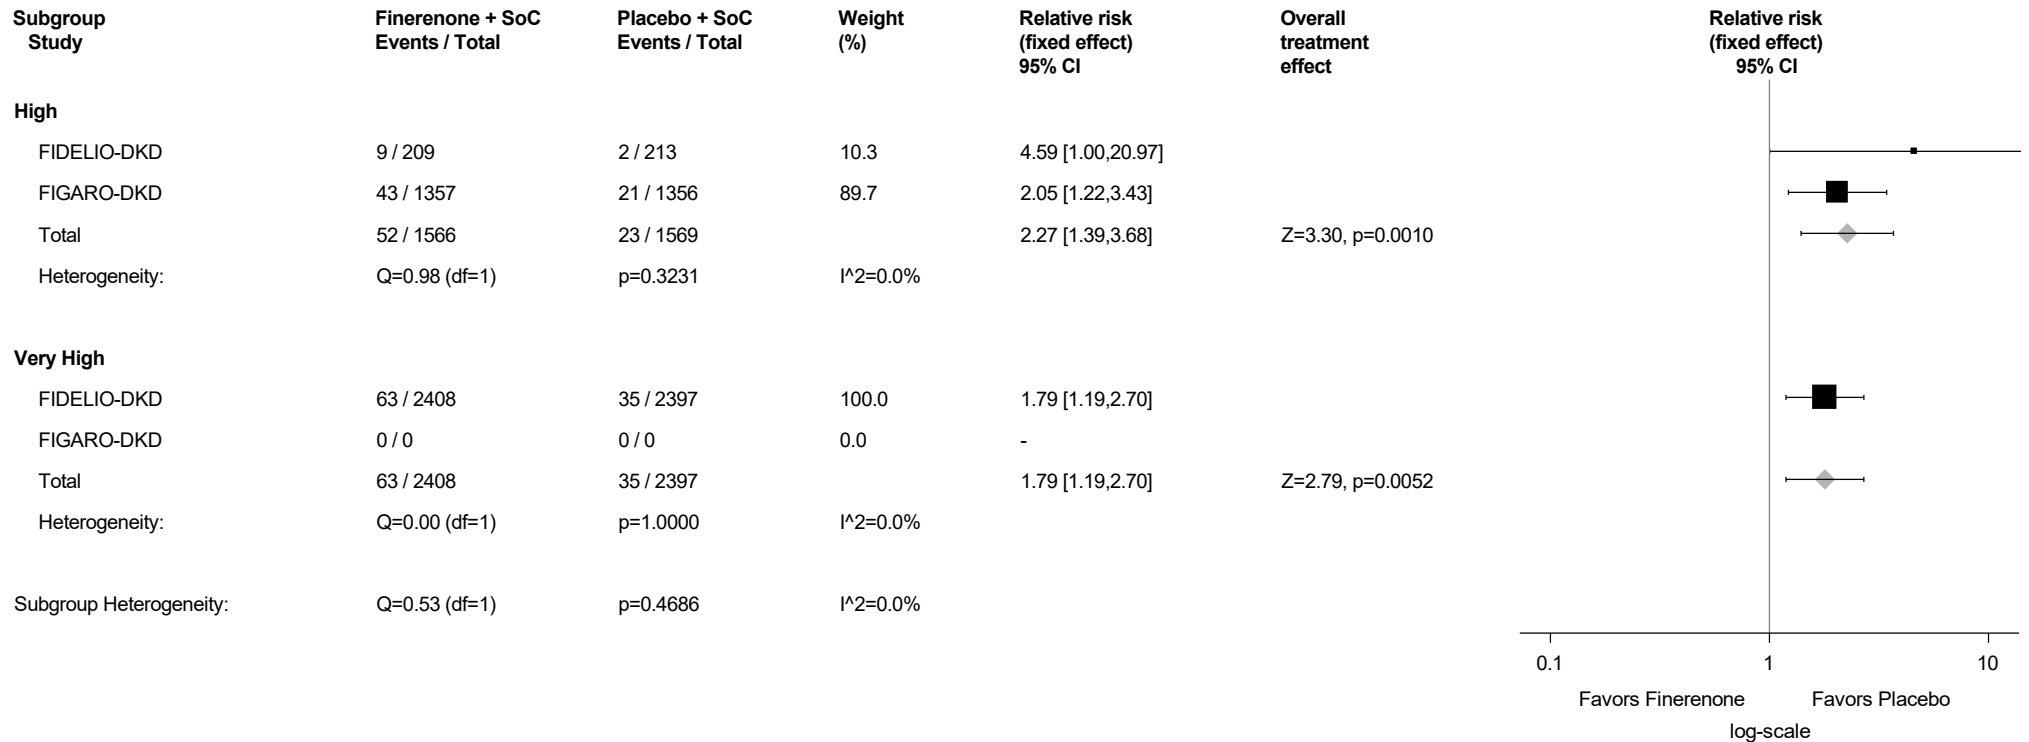 Subgroup Finerenone + SoC Placebo + SoC Weight Relative risk Overall Relative risk
Study Events / Total Events / Total (%) (fixed effect) treatment (fixed effect)
95% CI effect 95% CI
High
FIDELIO-DKD 9 / 209 2 / 213 10.3 4.59 [1.00,20.97]
FIGARO-DKD 43 / 1357 21 / 1356 89.7 2.05 [1.22,3.43]
Total 52 / 1566 23 / 1569 2.27 [1.39,3.68] Z=3.30, p=0.0010
Heterogeneity: Q=0.98 (df=1) p=0.3231 I^2=0.0%
Very High
FIDELIO-DKD 63 / 2408 35 / 2397 100.0 1.79 [1.19,2.70]
FIGARO-DKD 0 / 0 0 / 0 0.0 -
Total 63 / 2408 35 / 2397 1.79 [1.19,2.70] Z=2.79, p=0.0052
Heterogeneity: Q=0.00 (df=1) p=1.0000 I^2=0.0%
Subgroup Heterogeneity: Q=0.53 (df=1) p=0.4686 I^2=0.0%
0.1 1 10
Favors Finerenone Favors Placebo
log-scale